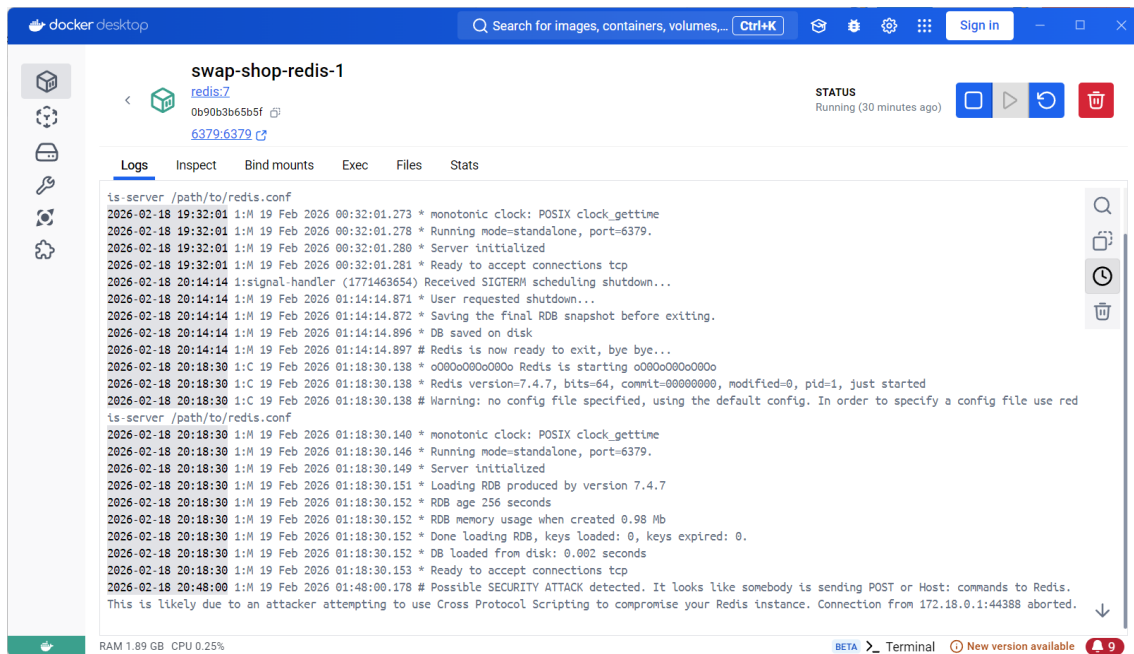 docker desktop
Search for images, containers, volumes,... Ctrl+K
Sign in
swap-shop-redis-1
redis:7
0b90b3b65b5f
6379:6379
STATUS
Running (30 minutes ago)
Logs Inspect Bind mounts Exec Files Stats
is-server /path/to/redis.conf
2026-02-18 19:32:01 1:M 19 Feb 2026 00:32:01.273 * monotonic clock: POSIX clock_gettime
2026-02-18 19:32:01 1:M 19 Feb 2026 00:32:01.278 * Running mode=standalone, port=6379.
2026-02-18 19:32:01 1:M 19 Feb 2026 00:32:01.280 * Server initialized
2026-02-18 19:32:01 1:M 19 Feb 2026 00:32:01.281 * Ready to accept connections tcp
2026-02-18 20:14:14 1:signal-handler (1771463654) Received SIGTERM scheduling shutdown...
2026-02-18 20:14:14 1:M 19 Feb 2026 01:14:14.871 * User requested shutdown...
2026-02-18 20:14:14 1:M 19 Feb 2026 01:14:14.872 * Saving the final RDB snapshot before exiting.
2026-02-18 20:14:14 1:M 19 Feb 2026 01:14:14.896 * DB saved on disk
2026-02-18 20:14:14 1:M 19 Feb 2026 01:14:14.897 # Redis is now ready to exit, bye bye...
2026-02-18 20:18:30 1:C 19 Feb 2026 01:18:30.138 * oO0OoO0OoO0Oo Redis is starting oO0OoO0OoO0Oo
2026-02-18 20:18:30 1:C 19 Feb 2026 01:18:30.138 * Redis version=7.4.7, bits=64, commit=00000000, modified=0, pid=1, just started
2026-02-18 20:18:30 1:C 19 Feb 2026 01:18:30.138 # Warning: no config file specified, using the default config. In order to specify a config file use red
is-server /path/to/redis.conf
2026-02-18 20:18:30 1:M 19 Feb 2026 01:18:30.140 * monotonic clock: POSIX clock_gettime
2026-02-18 20:18:30 1:M 19 Feb 2026 01:18:30.146 * Running mode=standalone, port=6379.
2026-02-18 20:18:30 1:M 19 Feb 2026 01:18:30.149 * Server initialized
2026-02-18 20:18:30 1:M 19 Feb 2026 01:18:30.151 * Loading RDB produced by version 7.4.7
2026-02-18 20:18:30 1:M 19 Feb 2026 01:18:30.152 * RDB age 256 seconds
2026-02-18 20:18:30 1:M 19 Feb 2026 01:18:30.152 * RDB memory usage when created 0.98 Mb
2026-02-18 20:18:30 1:M 19 Feb 2026 01:18:30.152 * Done loading RDB, keys loaded: 0, keys expired: 0.
2026-02-18 20:18:30 1:M 19 Feb 2026 01:18:30.152 * DB loaded from disk: 0.002 seconds
2026-02-18 20:18:30 1:M 19 Feb 2026 01:18:30.153 * Ready to accept connections tcp
2026-02-18 20:48:00 1:M 19 Feb 2026 01:48:00.178 # Possible SECURITY ATTACK detected. It looks like somebody is sending POST or Host: commands to Redis.
This is likely due to an attacker attempting to use Cross Protocol Scripting to compromise your Redis instance. Connection from 172.18.0.1:44388 aborted.
RAM 1.89 GB CPU 0.25%
BETA >_ Terminal
New version available
9